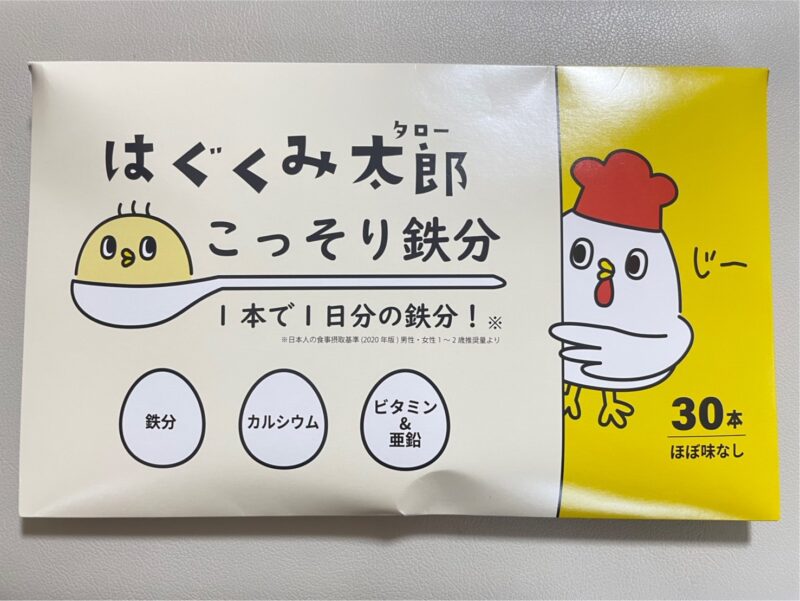 タロー
はぐくみ太郎
こっそり鉄分
1本で1日分の鉄分!※
※日本人の食事摂取基準(2020年版)男性・女性1~2歳推奨量より
鉄分
カルシウム
ビタミン
&
亜鉛
じー
30本
ほぼ味なし